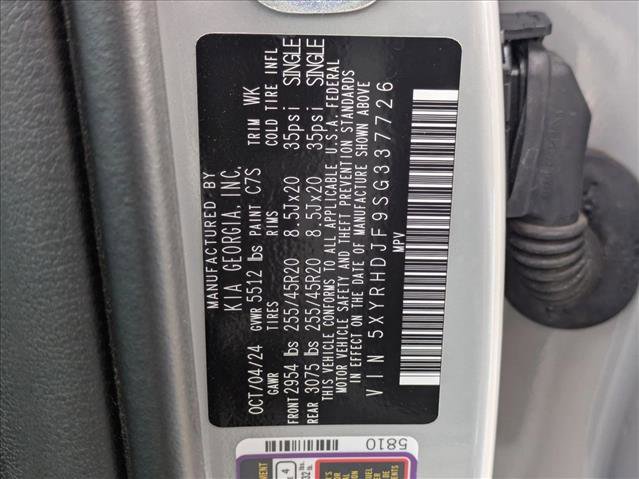 MANUFACTURED BY
KIA GEORGIA, INC.
OCT/04/24 GVWR 5512 lbs PAINT C7S TRIM WK
GAWR TIRES RIMS COLD TIRE INFL
FRONT 2954 lbs 255/45R20 8.5Jx20 35psi SINGLE
REAR 3075 lbs 255/45R20 8.5Jx20 35psi SINGLE
THIS VEHICLE CONFORMS TO ALL APPLICABLE U.S.A. FEDERAL
MOTOR VEHICLE SAFETY AND THEFT PREVENTION STANDARDS
IN EFFECT ON THE DATE OF MANUFACTURE SHOWN ABOVE
VIN 5XYRHDJF9SG337726
MPV
5810